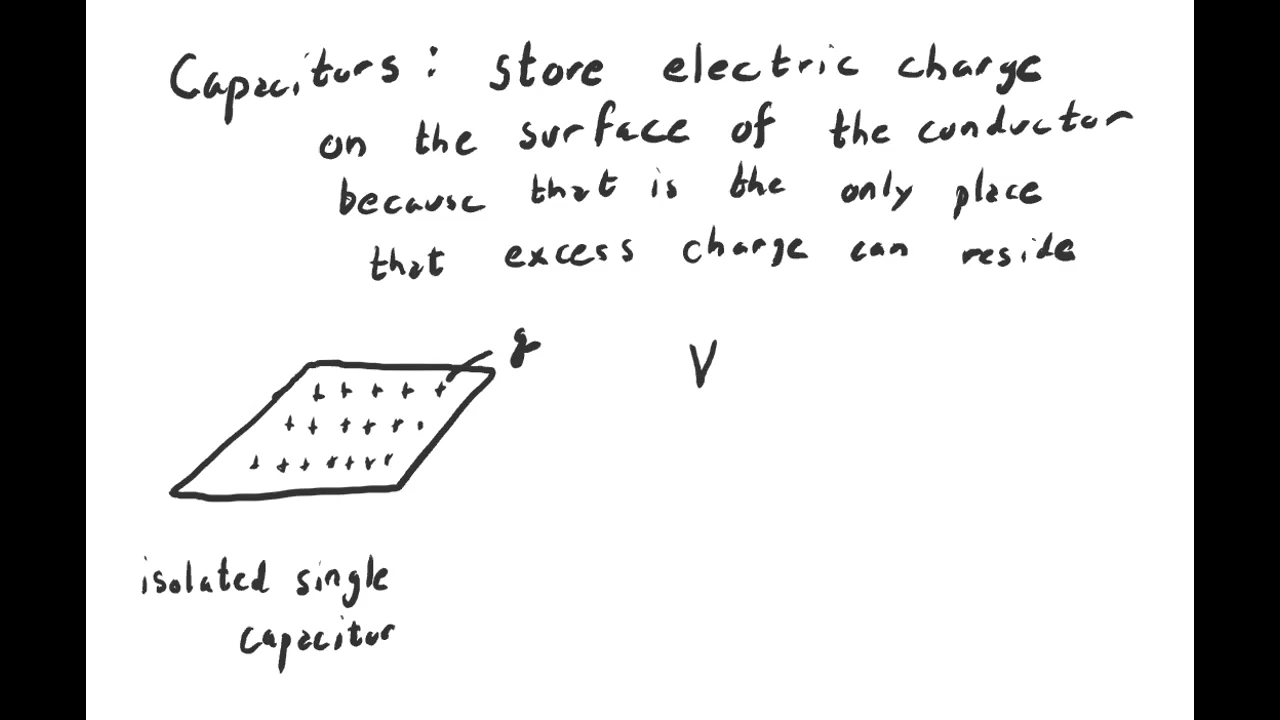 Capacitors: store electric charge
on the surface of the conductor
because that is the only place
that excess charge can reside
q
V
+ + + + +
+ + + + +
+ + + + + + +
isolated single
capacitor